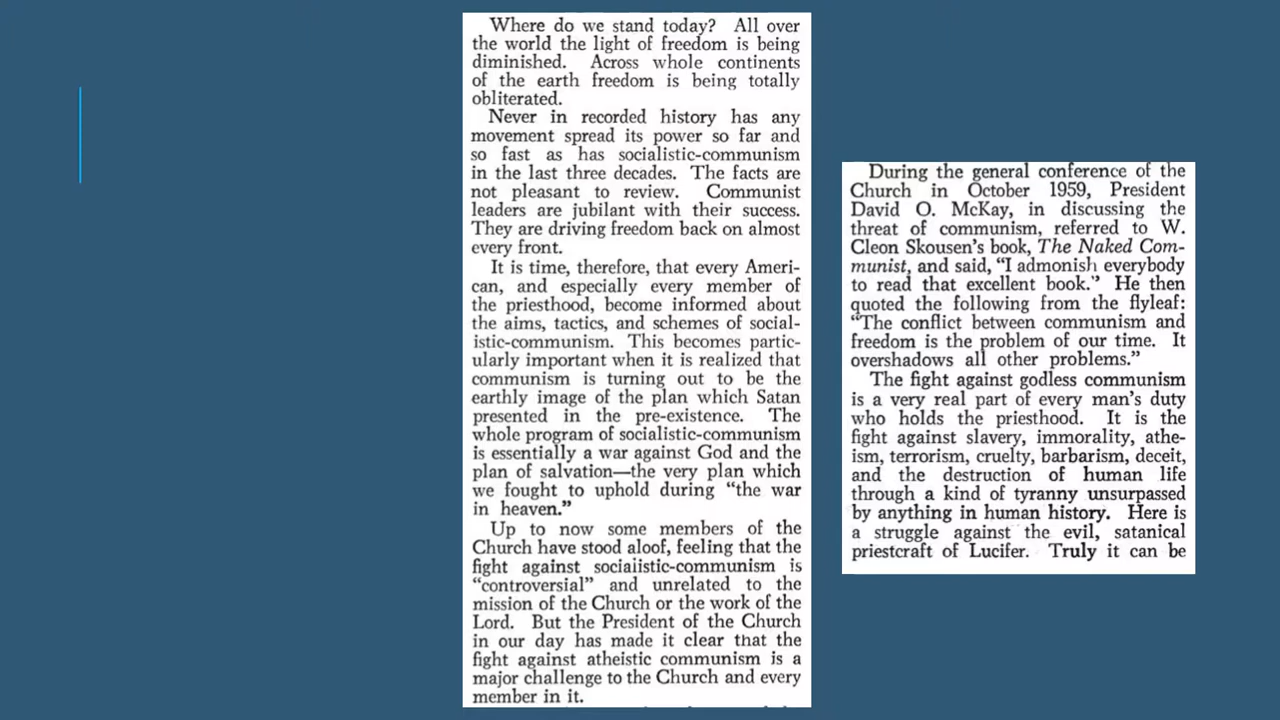 Where do we stand today? All over
the world the light of freedom is being
diminished. Across whole continents
of the earth freedom is being totally
obliterated.
Never in recorded history has any
movement spread its power so far and
so fast as has socialistic-communism
in the last three decades. The facts are
not pleasant to review. Communist
leaders are jubilant with their success.
They are driving freedom back on almost
every front.
It is time, therefore, that every Ameri-
can, and especially every member of
the priesthood, become informed about
the aims, tactics, and schemes of social-
istic-communism. This becomes partic-
ularly important when it is realized that
communism is turning out to be the
earthly image of the plan which Satan
presented in the pre-existence. The
whole program of socialistic-communism
is essentially a war against God and the
plan of salvation—the very plan which
we fought to uphold during "the war
in heaven."
Up to now some members of the
Church have stood aloof, feeling that the
fight against socialistic-communism is
"controversial" and unrelated to the
mission of the Church or the work of the
Lord. But the President of the Church
in our day has made it clear that the
fight against atheistic communism is a
major challenge to the Church and every
member in it.
During the general conference of the
Church in October 1959, President
David O. McKay, in discussing the
threat of communism, referred to W.
Cleon Skousen's book, The Naked Com-
munist, and said, "I admonish everybody
to read that excellent book." He then
quoted the following from the flyleaf:
"The conflict between communism and
freedom is the problem of our time. It
overshadows all other problems."
The fight against godless communism
is a very real part of every man's duty
who holds the priesthood. It is the
fight against slavery, immorality, athe-
ism, terrorism, cruelty, barbarism, deceit,
and the destruction of human life
through a kind of tyranny unsurpassed
by anything in human history. Here is
a struggle against the evil, satanical
priestcraft of Lucifer. Truly it can be